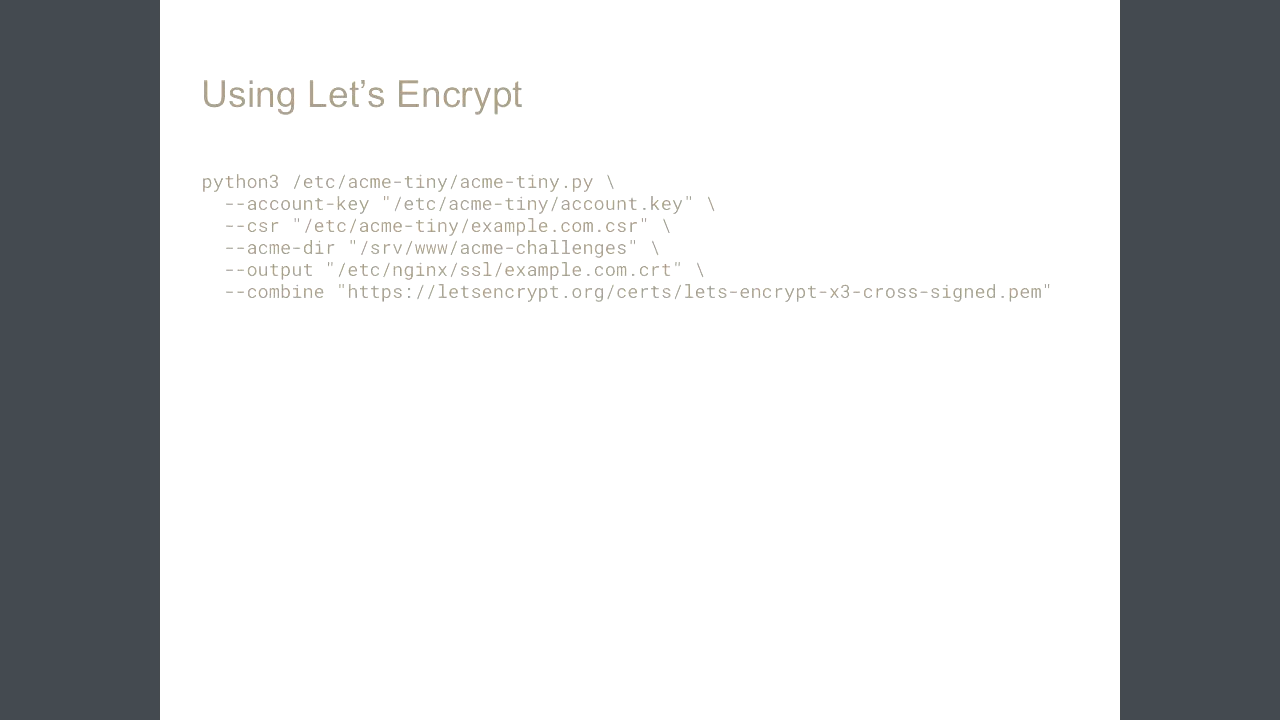 Using Let’s Encrypt
python3 /etc/acme-tiny/acme-tiny.py \
--account-key "/etc/acme-tiny/account.key" \
--csr "/etc/acme-tiny/example.com.csr" \
--acme-dir "/srv/www/acme-challenges" \
--output "/etc/nginx/ssl/example.com.crt" \
--combine "https://letsencrypt.org/certs/lets-encrypt-x3-cross-signed.pem"